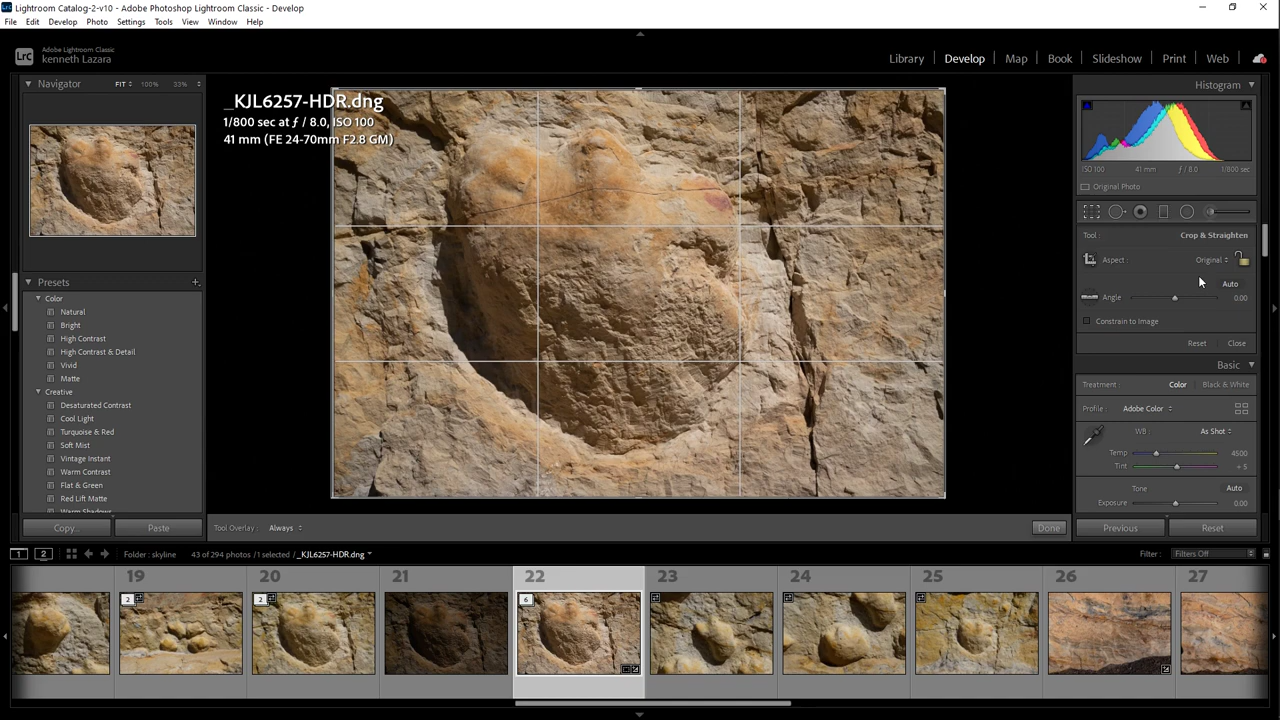 Lightroom Catalog-2-v10 - Adobe Photoshop Lightroom Classic - Develop
File Edit Develop Photo Settings Tools View Window Help
Lrc
Adobe Lightroom Classic
kenneth Lazara
Library | Develop | Map | Book | Slideshow | Print | Web
Navigator FIT 100% 33%
Histogram
_KJL6257-HDR.dng
1/800 sec at ƒ / 8.0, ISO 100
41 mm (FE 24-70mm F2.8 GM)
ISO 100 41 mm ƒ / 8.0 1/800 sec
Original Photo
Tool : Crop & Straighten
Aspect : Original
Auto
Angle 0.00
Constrain to Image
Reset Close
Basic
Treatment : Color Black & White
Profile : Adobe Color
WB : As Shot
Temp 4500
Tint + 5
Tone Auto
Exposure 0.00
Presets +
Color
Natural
Bright
High Contrast
High Contrast & Detail
Vivid
Matte
Creative
Desaturated Contrast
Cool Light
Turquoise & Red
Soft Mist
Vintage Instant
Warm Contrast
Flat & Green
Red Lift Matte
Warm Shadows
Copy... Paste
Tool Overlay : Always
Done
Previous Reset
1 2 Folder : skyline 43 of 294 photos / 1 selected / _KJL6257-HDR.dng
Filter : Filters Off
19 20 21 22 23 24 25 26 27
2 2 6